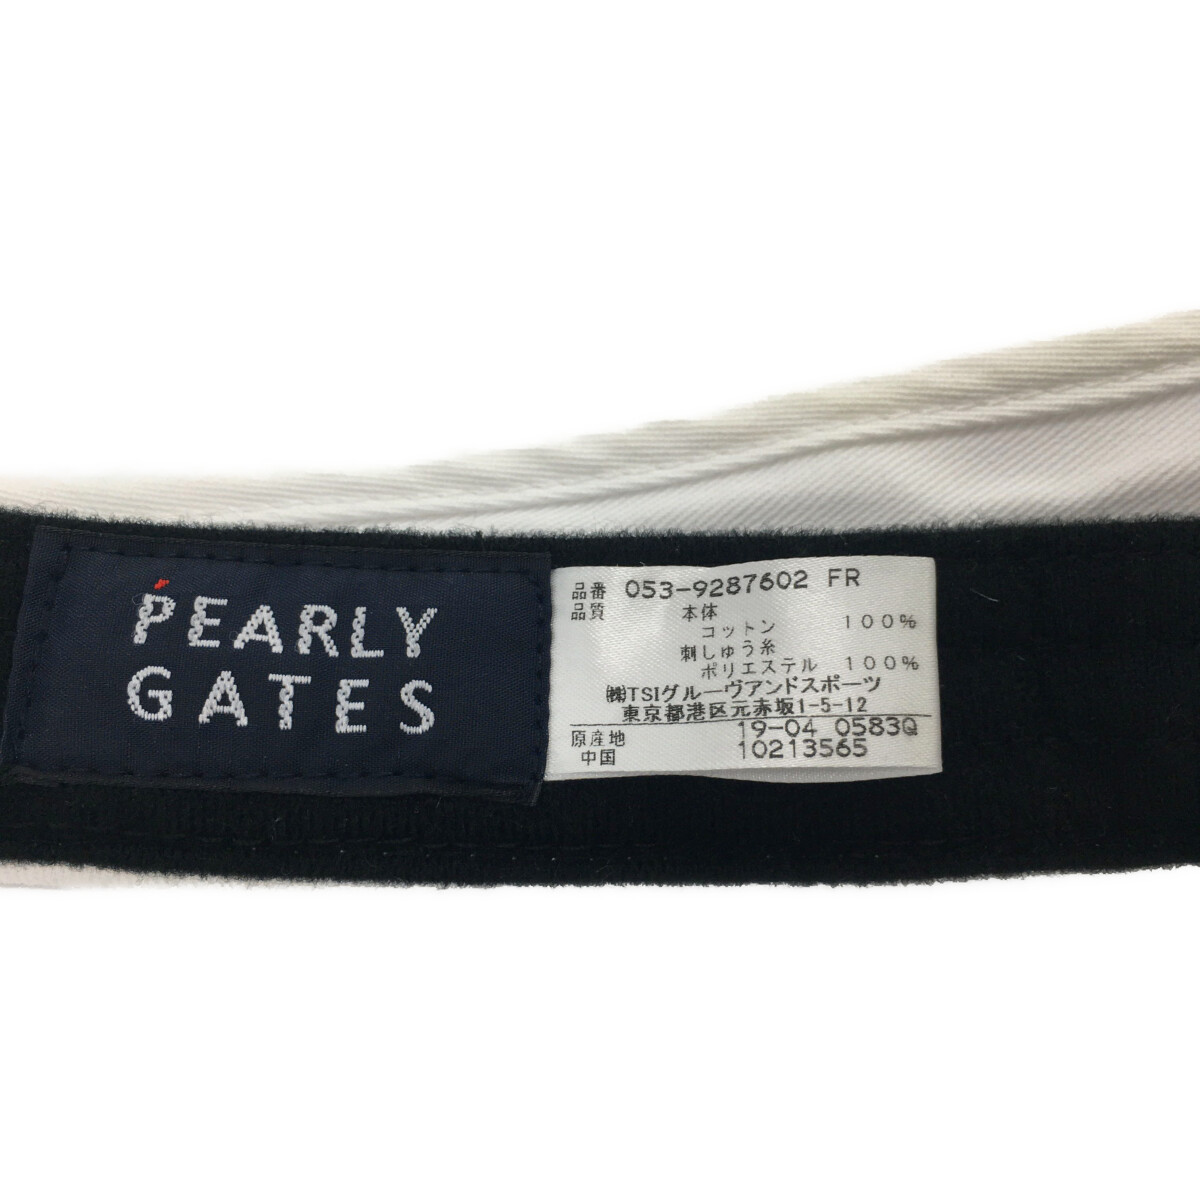 PEARLY
GATES
品番 053-9287602 FR
品質 本体
コットン 100%
刺しゅう糸
ポリエステル 100%
㈱TSIグルーヴアンドスポーツ
東京都港区元赤坂1-5-12
19-04 0583Q
原産地 10213565
中国